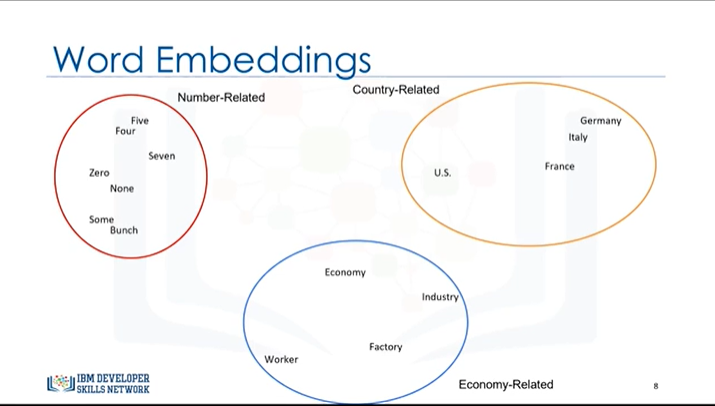 Word Embeddings
Number-Related
Country-Related
Five
Four
Seven
Zero
None
Some
Bunch
Germany
Italy
France
U.S.
Economy
Industry
Factory
Worker
Economy-Related
IBM DEVELOPER
SKILLS NETWORK
8